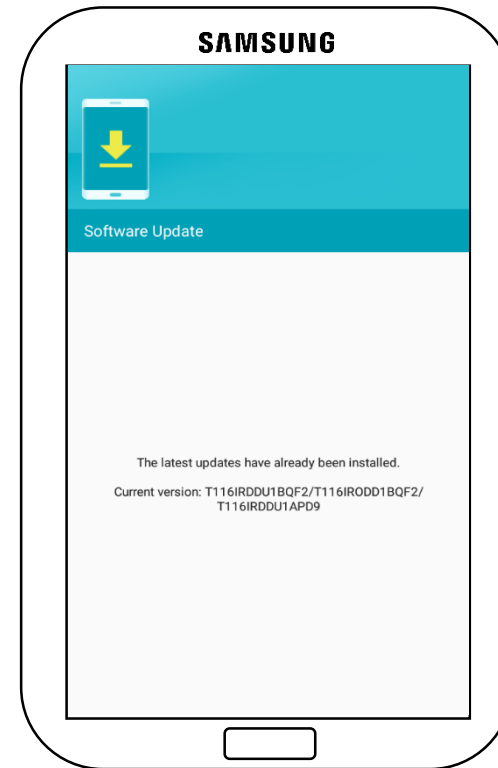 SAMSUNG
Software Update
The latest updates have already been installed.
Current version: T116IRDDU1BQF2/T116IRODD1BQF2/
T116IRDDU1APD9